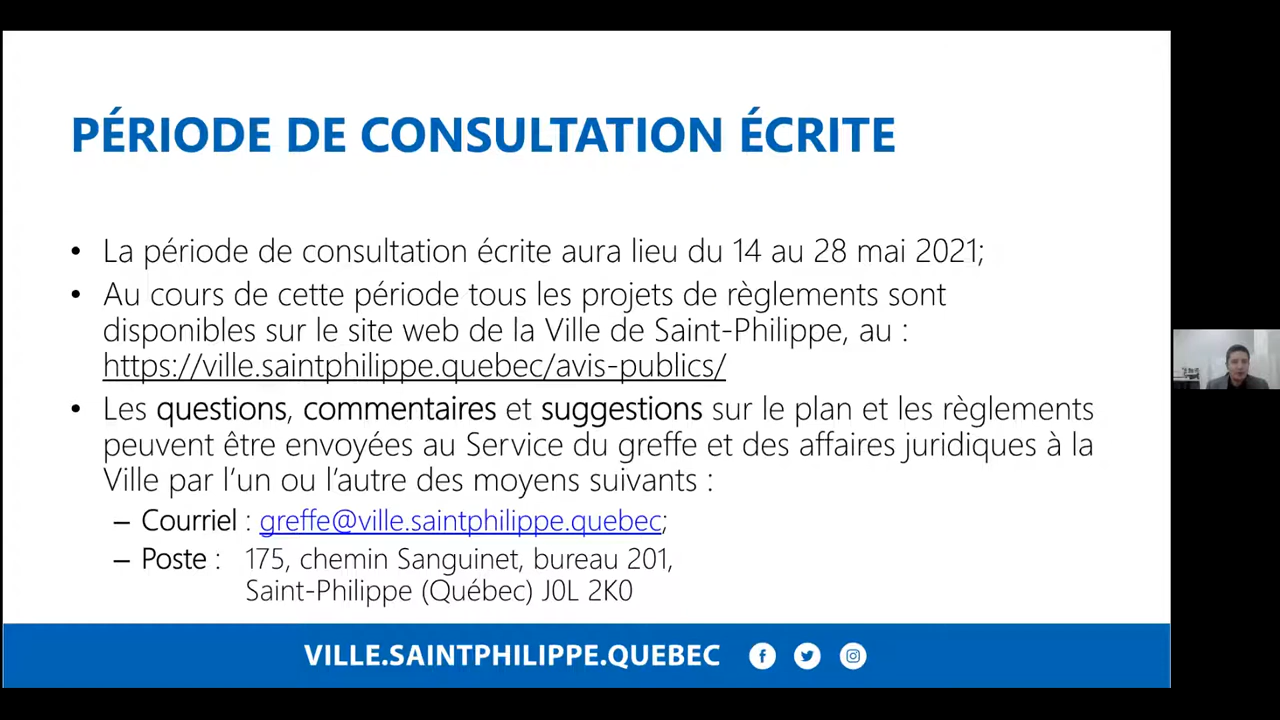 PÉRIODE DE CONSULTATION ÉCRITE
• La période de consultation écrite aura lieu du 14 au 28 mai 2021;
• Au cours de cette période tous les projets de règlements sont
disponibles sur le site web de la Ville de Saint-Philippe, au :
https://ville.saintphilippe.quebec/avis-publics/
• Les questions, commentaires et suggestions sur le plan et les règlements
peuvent être envoyées au Service du greffe et des affaires juridiques à la
Ville par l’un ou l’autre des moyens suivants :
– Courriel : greffe@ville.saintphilippe.quebec;
– Poste : 175, chemin Sanguinet, bureau 201,
Saint-Philippe (Québec) J0L 2K0
VILLE.SAINTPHILIPPE.QUEBEC